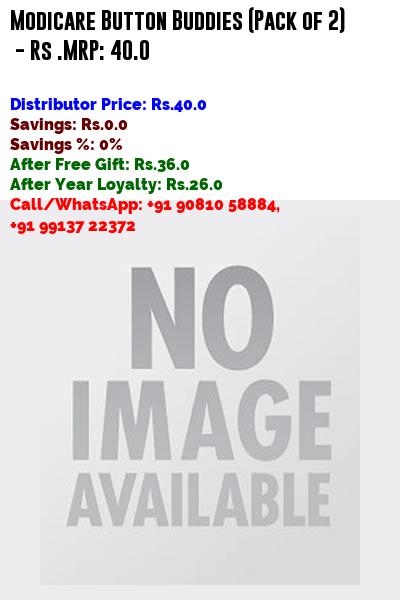 Modicare Button Buddies (Pack of 2)
- Rs .MRP: 40.0
Distributor Price: Rs.40.0
Savings: Rs.0.0
Savings %: 0%
After Free Gift: Rs.36.0
After Year Loyalty: Rs.26.0
Call/WhatsApp: +91 90810 58884,
+91 99137 22372
NO
IMAGE
AVAILABLE